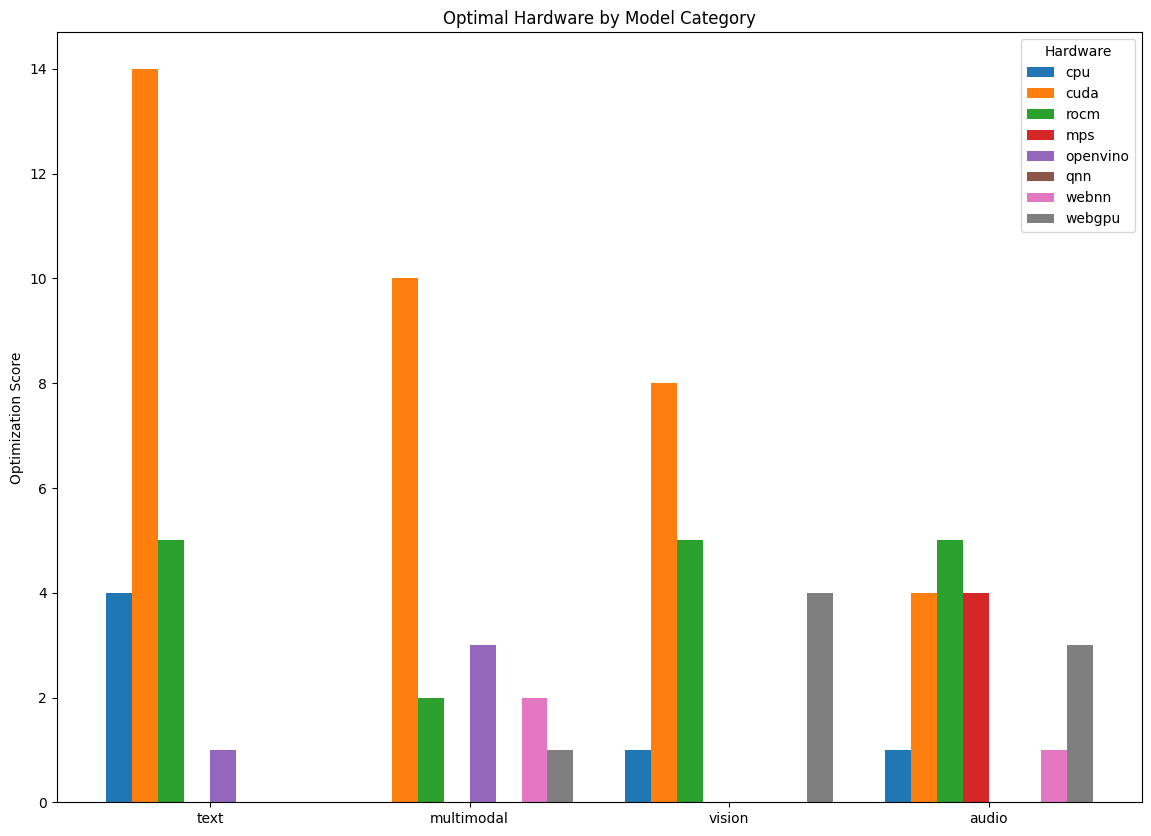 Optimal Hardware by Model Category
Optimization Score
14
12
10
8
6
4
2
0
text
multimodal
vision
audio
Hardware
cpu
cuda
rocm
mps
openvino
qnn
webnn
webgpu